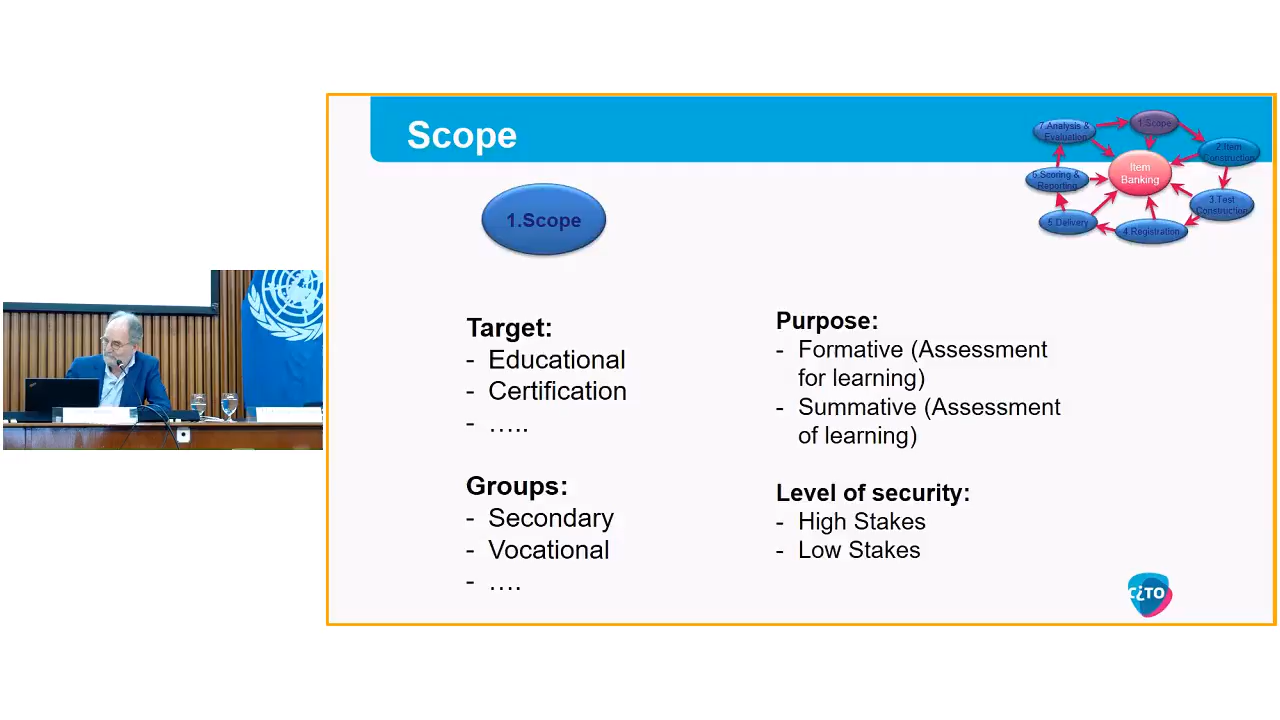 Scope
1.Scope
7.Analysis &
Evaluation
1.Scope
2.Item
Construction
Item
Banking
6.Scoring &
Reporting
3.Test
Construction
5.Delivery
4.Registration
Target:
- Educational
- Certification
- …..
Groups:
- Secondary
- Vocational
- ….
Purpose:
- Formative (Assessment
for learning)
- Summative (Assessment
of learning)
Level of security:
- High Stakes
- Low Stakes
C¿TO